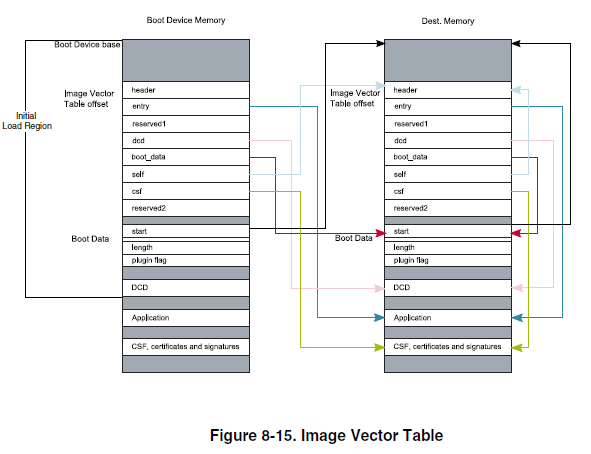 Boot Device Memory
Dest. Memory
Boot Device base
Image Vector
Table offset
Initial
Load Region
header
entry
reserved1
dcd
boot_data
self
csf
reserved2
Boot Data
start
length
plugin flag
DCD
Application
CSF, certificates and signatures
Image Vector
Table offset
header
entry
reserved1
dcd
boot_data
self
csf
reserved2
Boot Data
start
length
plugin flag
DCD
Application
CSF, certificates and signatures
Figure 8-15. Image Vector Table